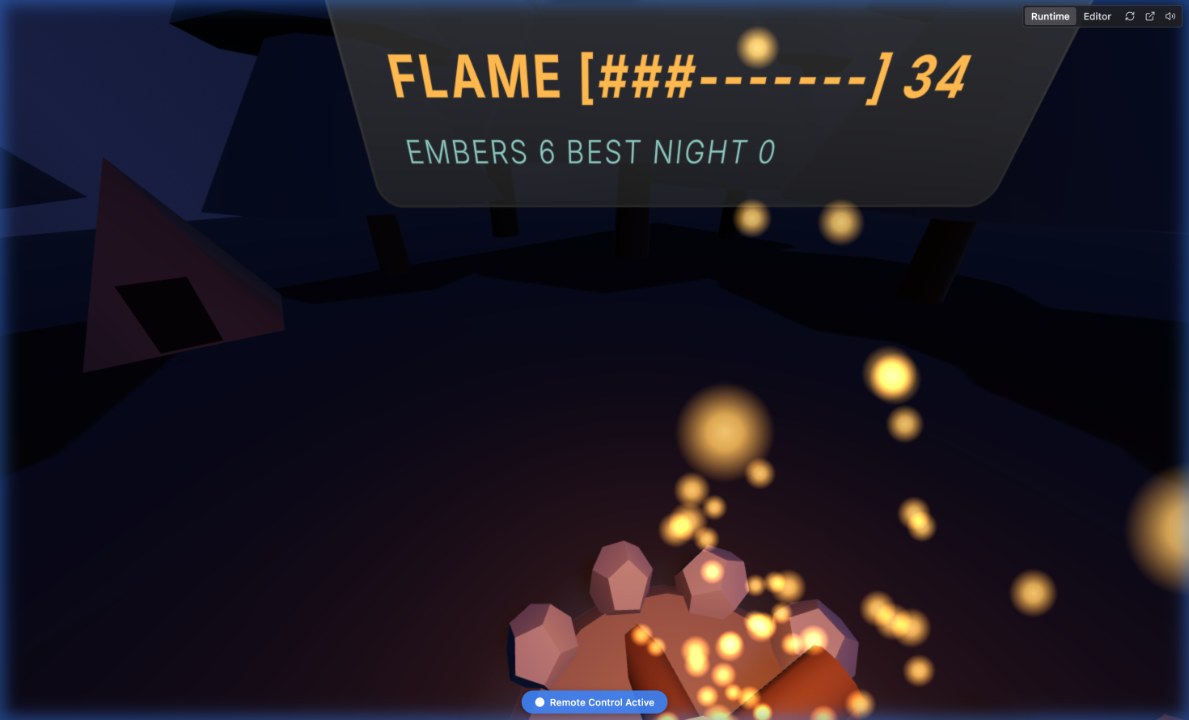 Runtime Editor
FLAME [###-------] 34
EMBERS 6 BEST NIGHT 0
Remote Control Active